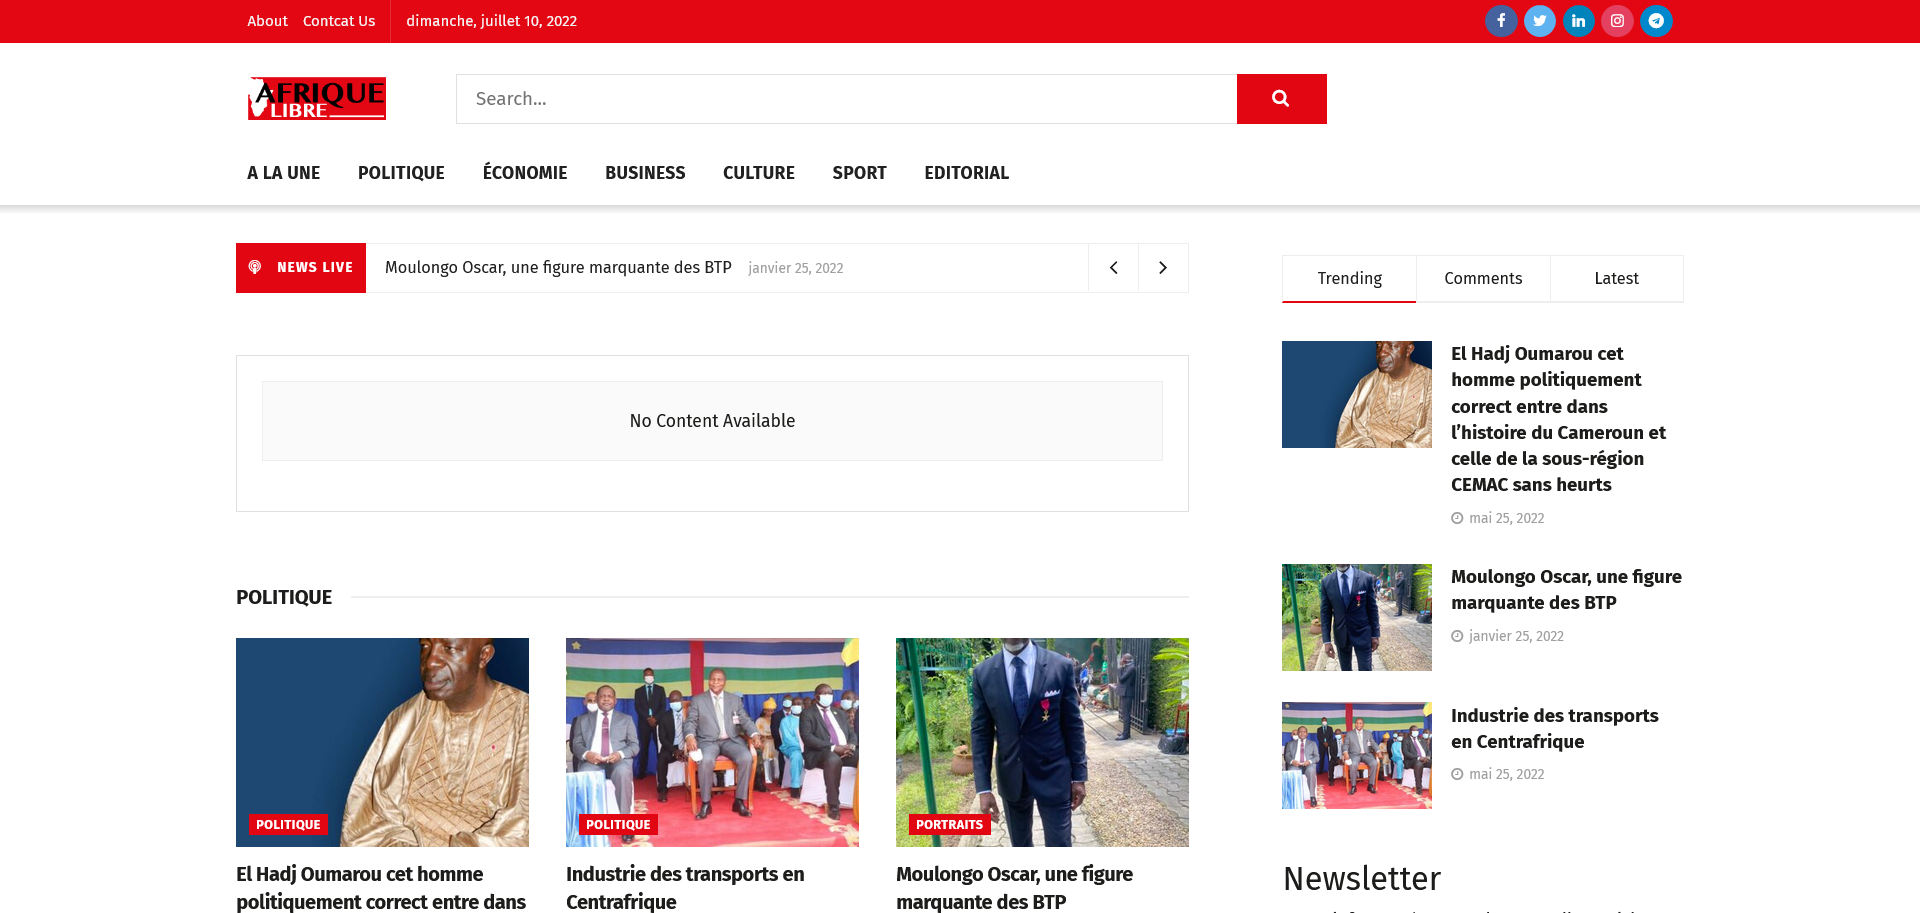 About Contcat Us dimanche, juillet 10, 2022
AFRIQUE
LIBRE
Search...
A LA UNE POLITIQUE ÉCONOMIE BUSINESS CULTURE SPORT EDITORIAL
NEWS LIVE Moulongo Oscar, une figure marquante des BTP janvier 25, 2022
No Content Available
POLITIQUE
POLITIQUE
El Hadj Oumarou cet homme
politiquement correct entre dans
POLITIQUE
Industrie des transports en
Centrafrique
PORTRAITS
Moulongo Oscar, une figure
marquante des BTP
Trending Comments Latest
El Hadj Oumarou cet
homme politiquement
correct entre dans
l’histoire du Cameroun et
celle de la sous-région
CEMAC sans heurts
mai 25, 2022
Moulongo Oscar, une figure
marquante des BTP
janvier 25, 2022
Industrie des transports
en Centrafrique
mai 25, 2022
Newsletter